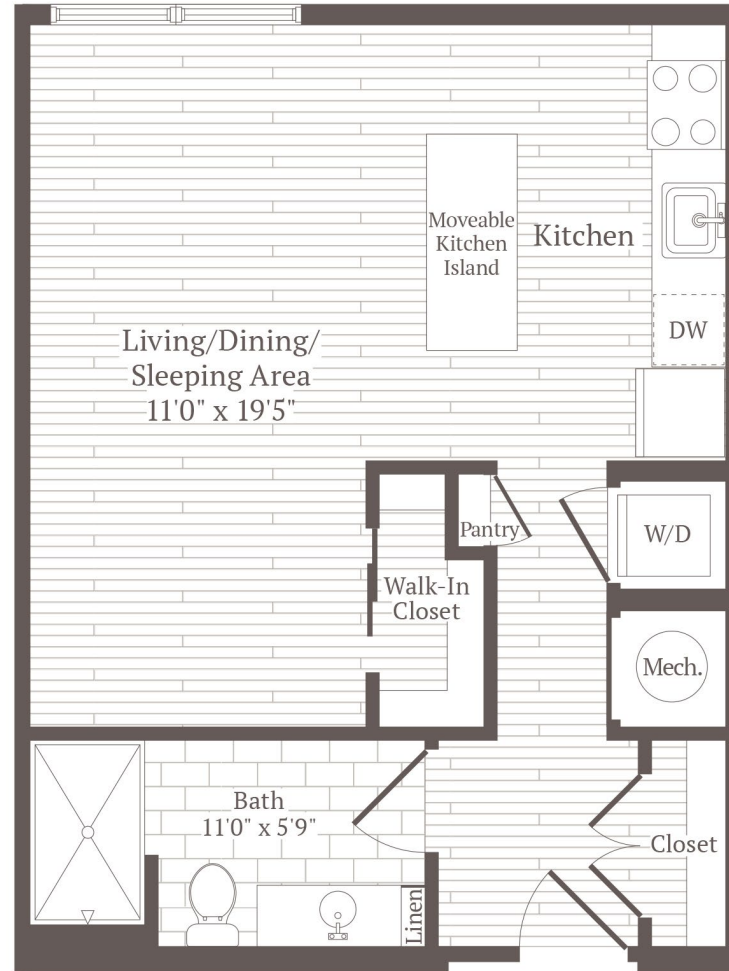 Moveable
Kitchen
Island
Kitchen
DW
Living/Dining/
Sleeping Area
11'0" x 19'5"
Pantry
W/D
Walk-In
Closet
Mech.
Bath
11'0" x 5'9"
Closet
Linen